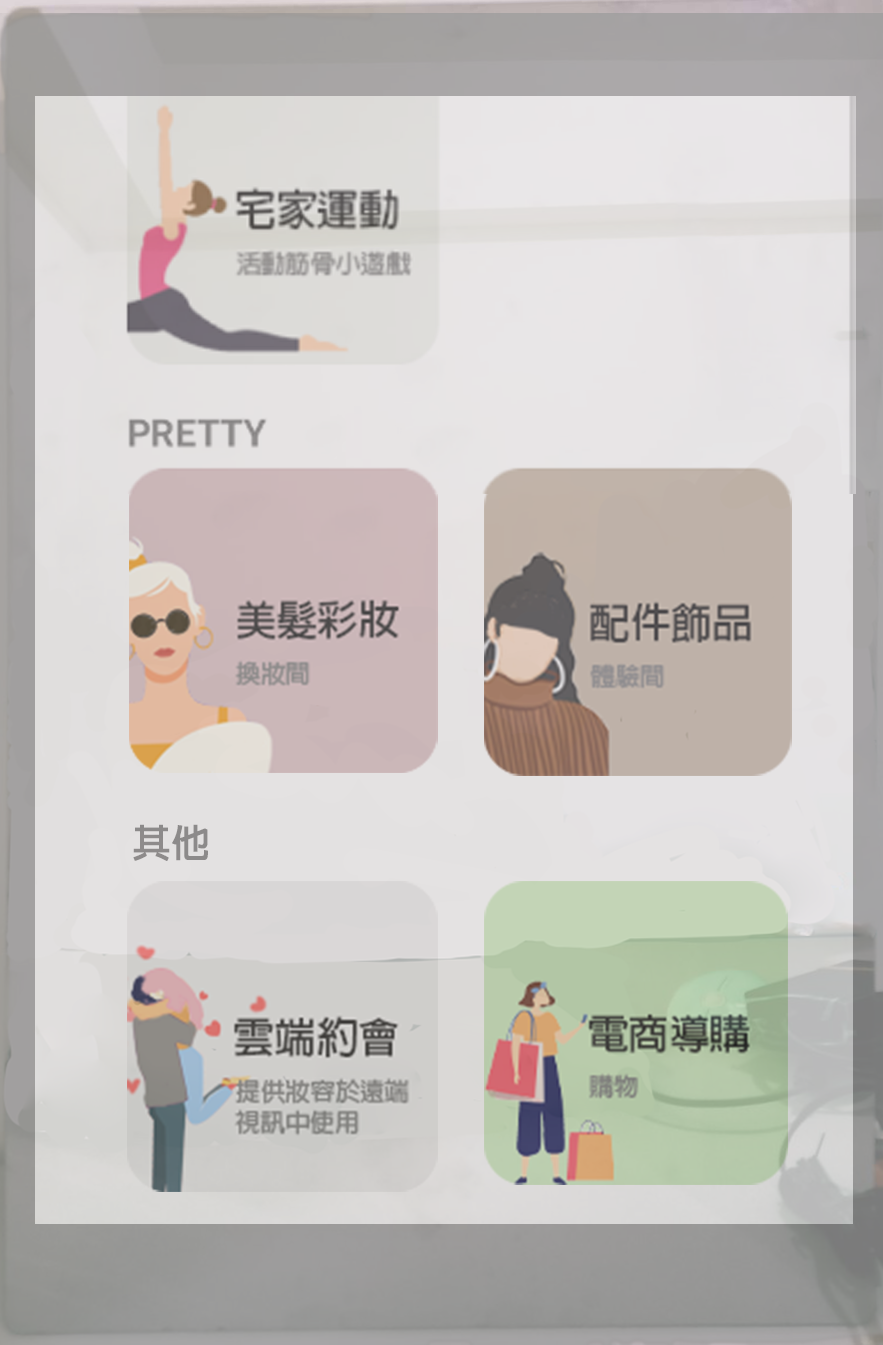 宅家運動
活動筋骨小遊戲
PRETTY
美髮彩妝
換妝間
配件飾品
體驗間
其他
雲端約會
提供妝容於遠端
視訊中使用
電商導購
購物